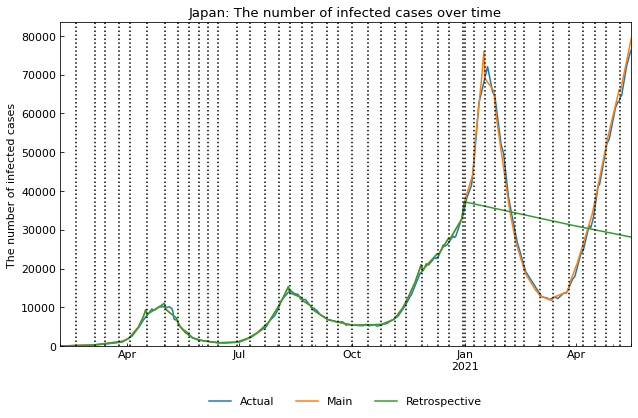 Japan: The number of infected cases over time
The number of infected cases
80000
70000
60000
50000
40000
30000
20000
10000
0
Apr
Jul
Oct
Jan
2021
Apr
Actual
Main
Retrospective